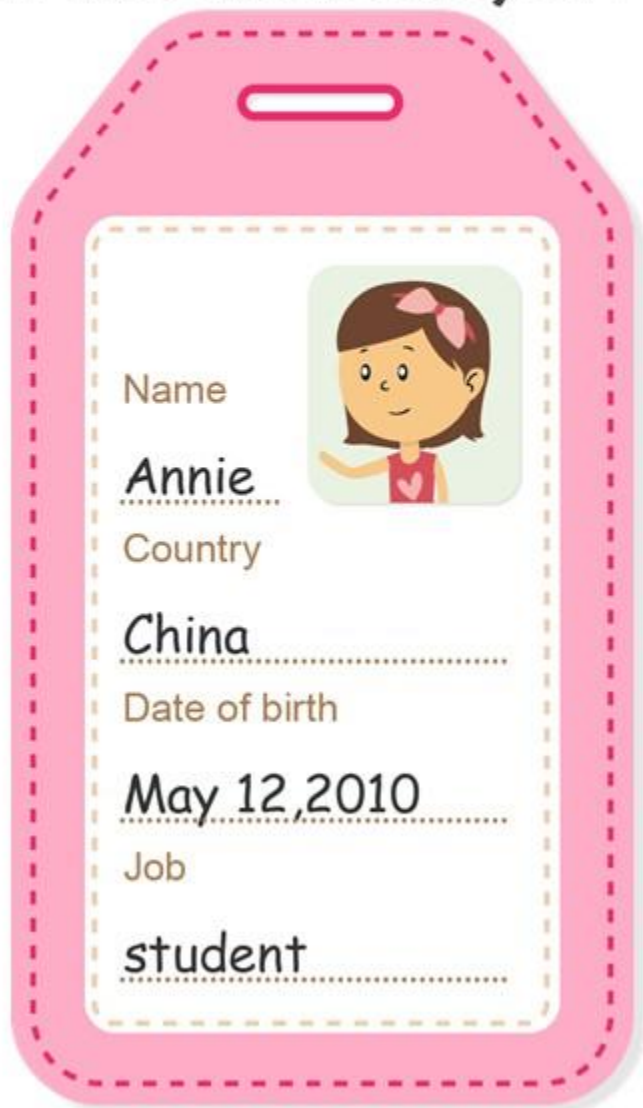 Name
Annie
Country
China
Date of birth
May 12,2010
Job
student